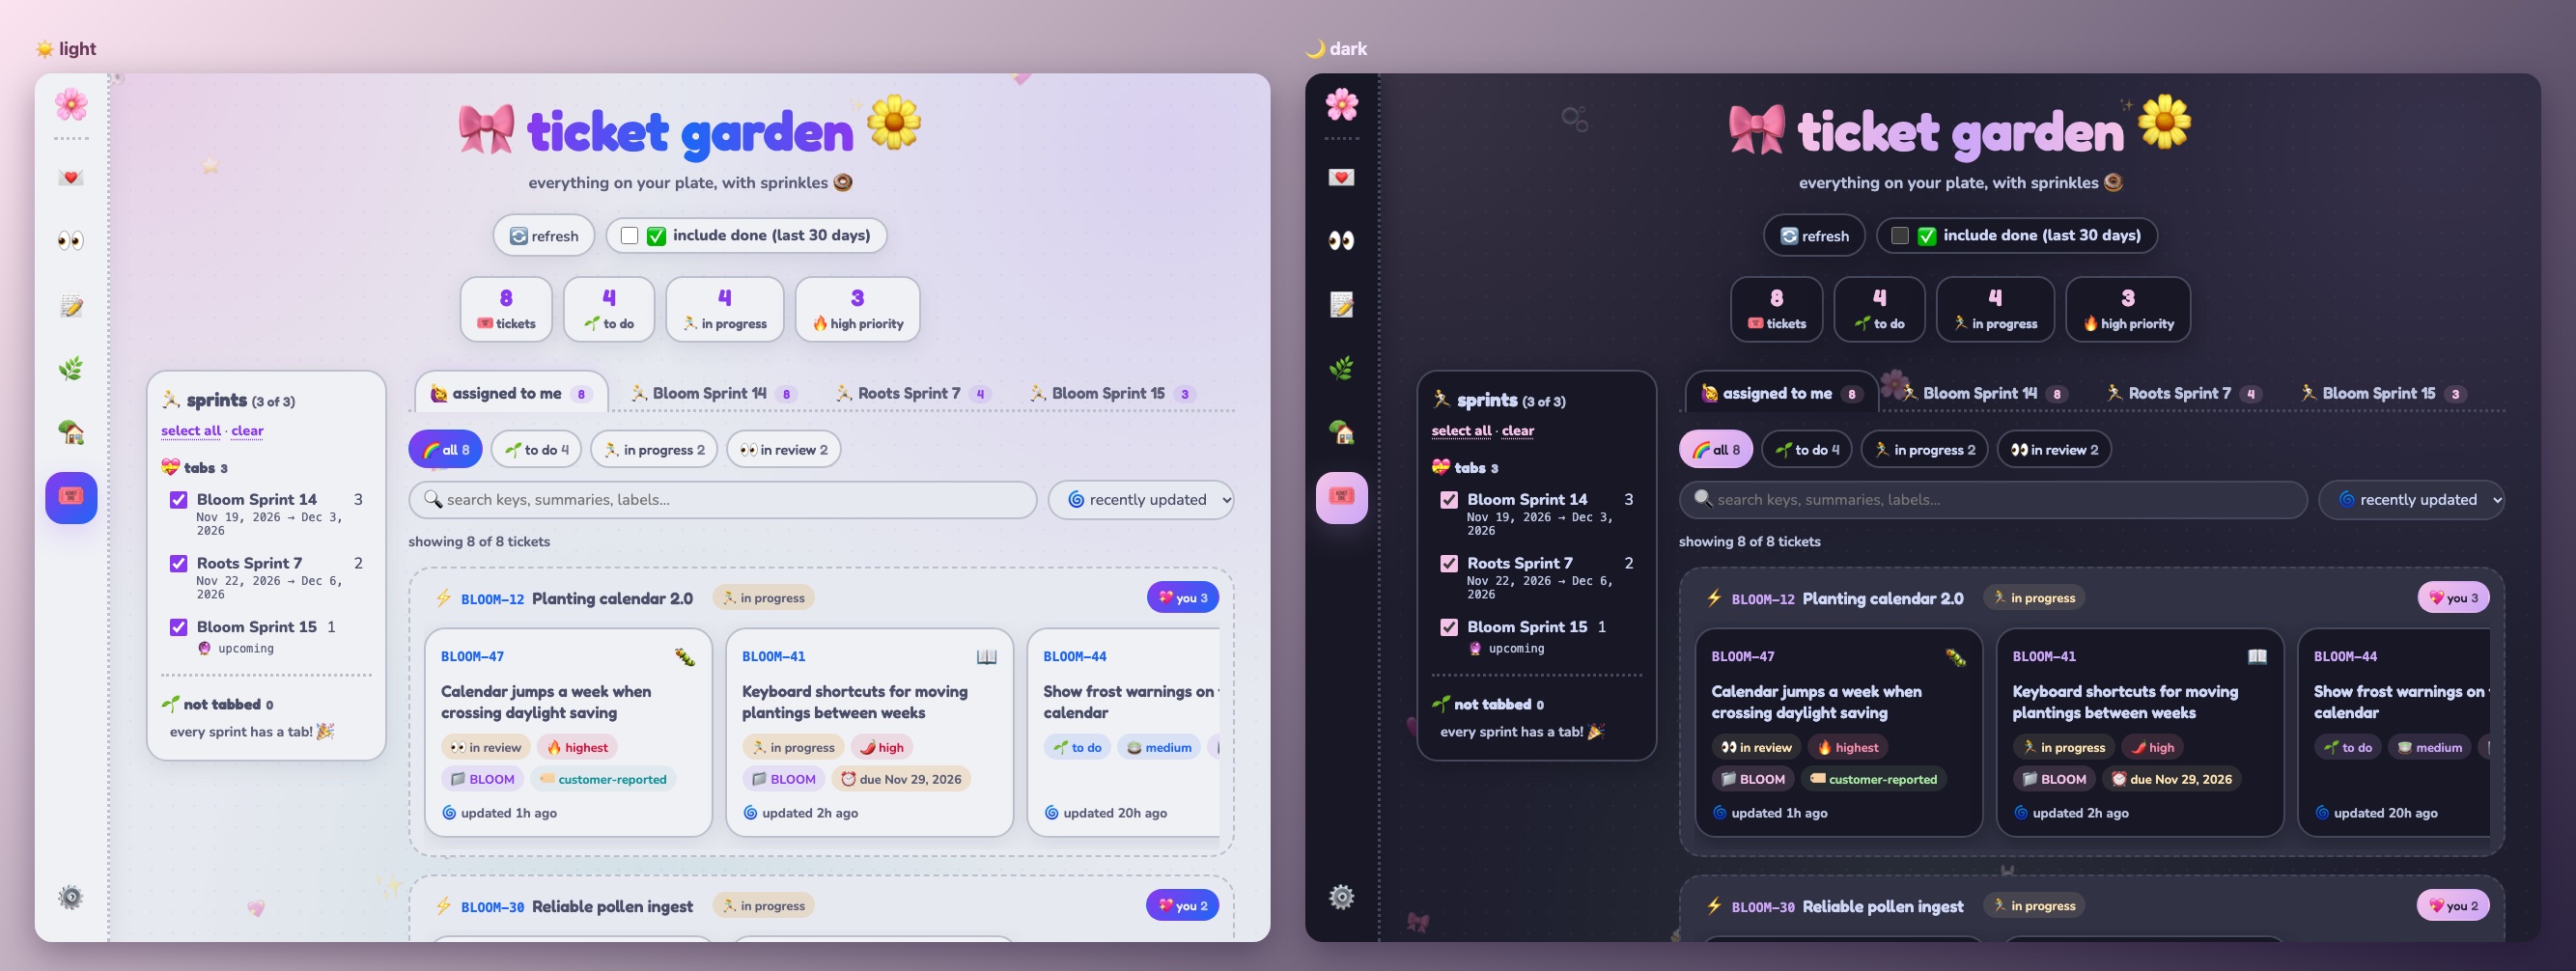 light
ticket garden
everything on your plate, with sprinkles
refresh
include done (last 30 days)
8
tickets
4
to do
4
in progress
3
high priority
sprints (3 of 3)
select all · clear
tabs 3
Bloom Sprint 14 3
Nov 19, 2026 → Dec 3,
2026
Roots Sprint 7 2
Nov 22, 2026 → Dec 6,
2026
Bloom Sprint 15 1
upcoming
not tabbed 0
every sprint has a tab!
assigned to me 8
Bloom Sprint 14 8
Roots Sprint 7 4
Bloom Sprint 15 3
all 8
to do 4
in progress 2
in review 2
search keys, summaries, labels...
recently updated
showing 8 of 8 tickets
BLOOM-12 Planting calendar 2.0 in progress
you 3
BLOOM-47
Calendar jumps a week when
crossing daylight saving
in review
highest
BLOOM
customer-reported
updated 1h ago
BLOOM-41
Keyboard shortcuts for moving
plantings between weeks
in progress
high
BLOOM
due Nov 29, 2026
updated 2h ago
BLOOM-44
Show frost warnings on
calendar
to do
medium
updated 20h ago
BLOOM-30 Reliable pollen ingest in progress
you 2
dark
ticket garden
everything on your plate, with sprinkles
refresh
include done (last 30 days)
8
tickets
4
to do
4
in progress
3
high priority
sprints (3 of 3)
select all · clear
tabs 3
Bloom Sprint 14 3
Nov 19, 2026 → Dec 3,
2026
Roots Sprint 7 2
Nov 22, 2026 → Dec 6,
2026
Bloom Sprint 15 1
upcoming
not tabbed 0
every sprint has a tab!
assigned to me 8
Bloom Sprint 14 8
Roots Sprint 7 4
Bloom Sprint 15 3
all 8
to do 4
in progress 2
in review 2
search keys, summaries, labels...
recently updated
showing 8 of 8 tickets
BLOOM-12 Planting calendar 2.0 in progress
you 3
BLOOM-47
Calendar jumps a week when
crossing daylight saving
in review
highest
BLOOM
customer-reported
updated 1h ago
BLOOM-41
Keyboard shortcuts for moving
plantings between weeks
in progress
high
BLOOM
due Nov 29, 2026
updated 2h ago
BLOOM-44
Show frost warnings on
calendar
to do
medium
updated 20h ago
BLOOM-30 Reliable pollen ingest in progress
you 2